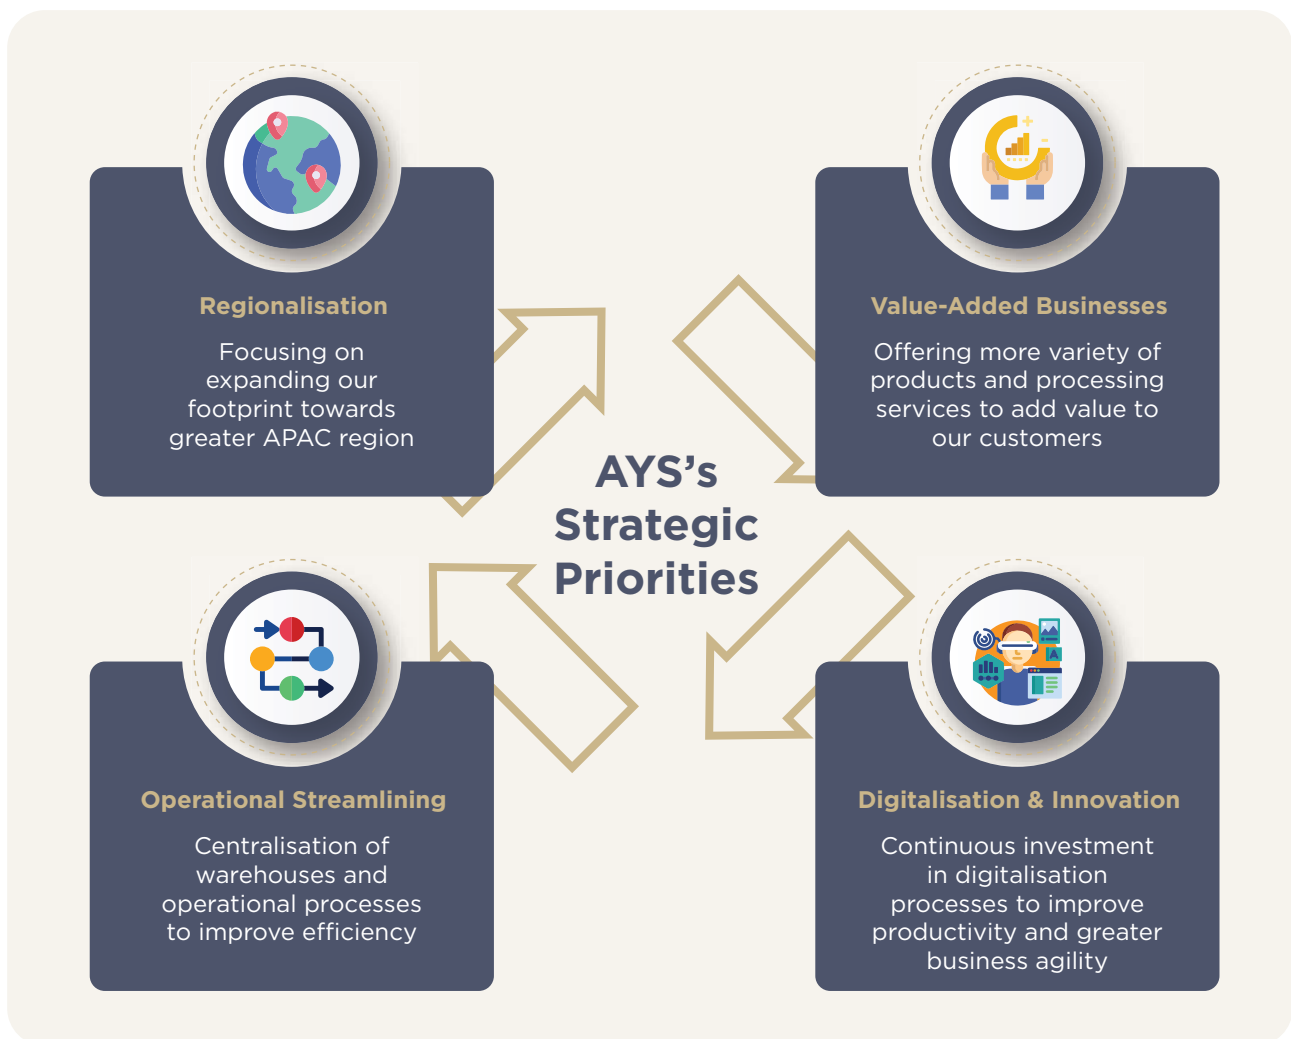 Regionalisation
Focusing on
expanding our
footprint towards
greater APAC region
Value-Added Businesses
Offering more variety of
products and processing
services to add value to
our customers
AYS's
Strategic
Priorities
Operational Streamlining
Centralisation of
warehouses and
operational processes
to improve efficiency
Digitalisation & Innovation
Continuous investment
in digitalisation
processes to improve
productivity and greater
business agility
A